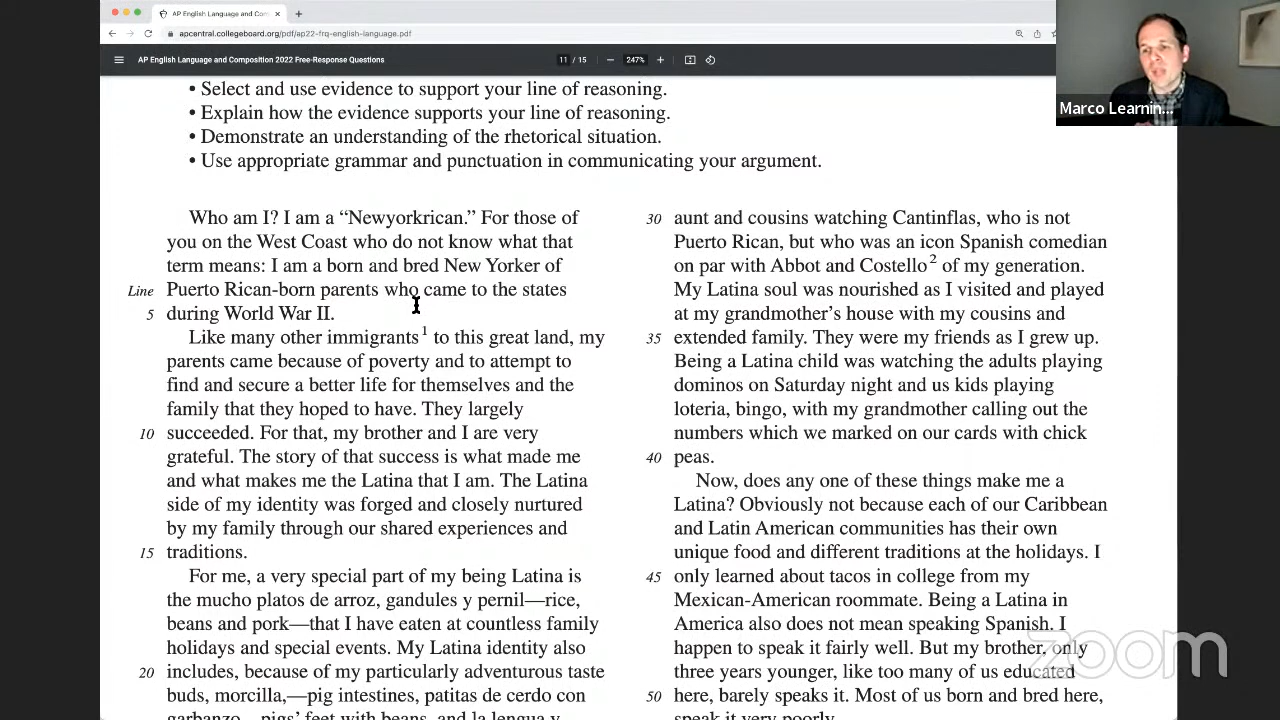 AP English Language and Com
apcentral.collegeboard.org/pdf/ap22-frq-english-language.pdf
AP English Language and Composition 2022 Free-Response Questions
11 / 15
247%
Marco Learnin...
• Select and use evidence to support your line of reasoning.
• Explain how the evidence supports your line of reasoning.
• Demonstrate an understanding of the rhetorical situation.
• Use appropriate grammar and punctuation in communicating your argument.
Who am I? I am a “Newyorkrican.” For those of
you on the West Coast who do not know what that
term means: I am a born and bred New Yorker of
Line Puerto Rican-born parents who came to the states
5 during World War II.
Like many other immigrants1 to this great land, my
parents came because of poverty and to attempt to
find and secure a better life for themselves and the
family that they hoped to have. They largely
10 succeeded. For that, my brother and I are very
grateful. The story of that success is what made me
and what makes me the Latina that I am. The Latina
side of my identity was forged and closely nurtured
by my family through our shared experiences and
15 traditions.
For me, a very special part of my being Latina is
the mucho platos de arroz, gandules y pernil—rice,
beans and pork—that I have eaten at countless family
holidays and special events. My Latina identity also
20 includes, because of my particularly adventurous taste
buds, morcilla,—pig intestines, patitas de cerdo con
garbanzo—pigs’ feet with beans, and la lengua y
30 aunt and cousins watching Cantinflas, who is not
Puerto Rican, but who was an icon Spanish comedian
on par with Abbot and Costello2 of my generation.
My Latina soul was nourished as I visited and played
at my grandmother’s house with my cousins and
35 extended family. They were my friends as I grew up.
Being a Latina child was watching the adults playing
dominos on Saturday night and us kids playing
loteria, bingo, with my grandmother calling out the
numbers which we marked on our cards with chick
40 peas.
Now, does any one of these things make me a
Latina? Obviously not because each of our Caribbean
and Latin American communities has their own
unique food and different traditions at the holidays. I
45 only learned about tacos in college from my
Mexican-American roommate. Being a Latina in
America also does not mean speaking Spanish. I
happen to speak it fairly well. But my brother, only
three years younger, like too many of us educated
50 here, barely speaks it. Most of us born and bred here,
speak it very poorly.
zoom